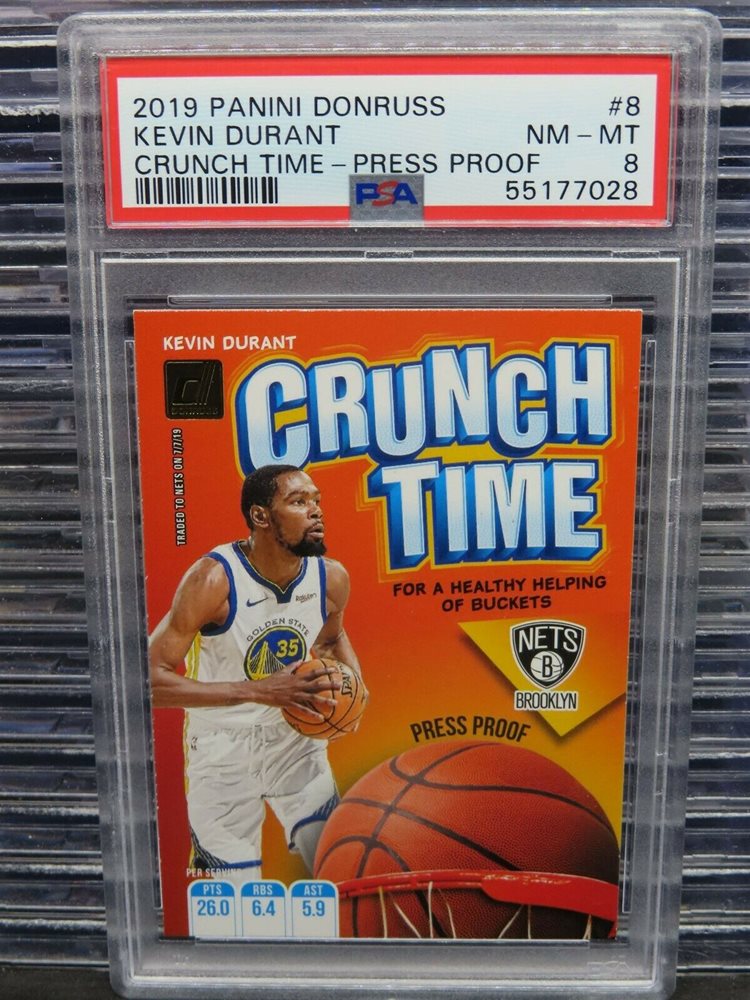 2019 PANINI DONRUSS #8
KEVIN DURANT NM-MT
CRUNCH TIME-PRESS PROOF 8
PSA 55177028
KEVIN DURANT
DONRUSS
CRUNCH
TIME
TRADED TO NETS ON 7/7/19
FOR A HEALTHY HELPING
OF BUCKETS
Rakuten
GOLDEN STATE
35
NETS
B
BROOKLYN
PRESS PROOF
PER SERVING
PTS RBS AST
26.0 6.4 5.9